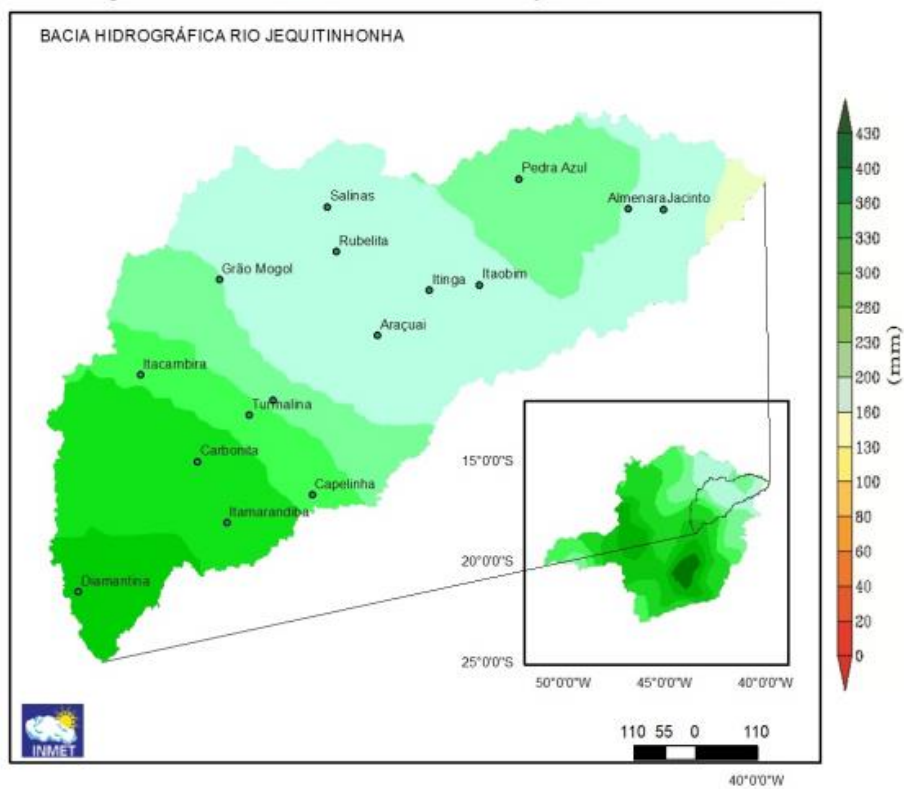 BACIA HIDROGRÁFICA RIO JEQUITINHONHA
Pedra Azul
Salinas
Almenara Jacinto
Rubelita
Grão Mogol
Itinga
Itaobim
Araçuai
Itacambira
Turmalina
Carbonita
Capelinha
Itamarandiba
Diamantina
430
400
360
330
300
260
230
200
160
130
100
80
60
40
20
0
(mm)
15°0'0"S
20°0'0"S
25°0'0"S
50°0'0"W 45°0'0"W 40°0'0"W
INMET
110 55 0 110
40°0'0"W